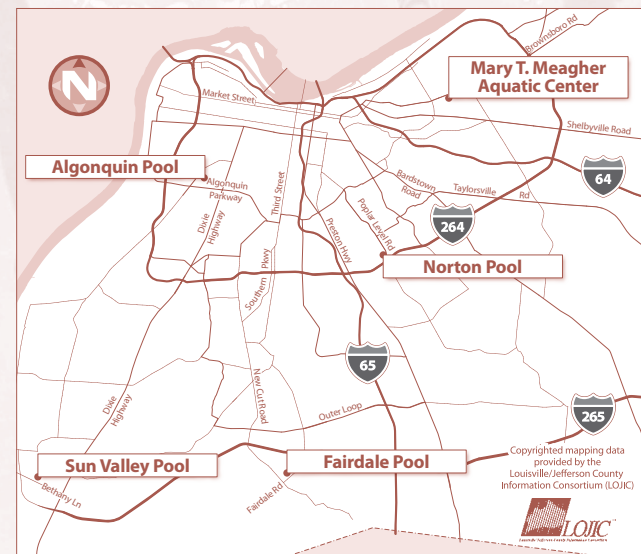 N
Brownsboro Rd
Mary T. Meagher
Aquatic Center
Market Street
Shelbyville Road
Algonquin Pool
Algonquin
Parkway
Dixie
Highway
Third Street
Bardstown
Road
Taylorsville
Rd
64
Poplar Level Rd
264
Preston Hwy
Norton Pool
Southern
Pkwy
65
New Cut Road
Dixie
Highway
Outer Loop
265
Sun Valley Pool
Bethany Ln
Fairdale Pool
Fairdale Rd
Copyrighted mapping data
provided by the
Louisville/Jefferson County
Information Consortium (LOJIC)
LOJIC